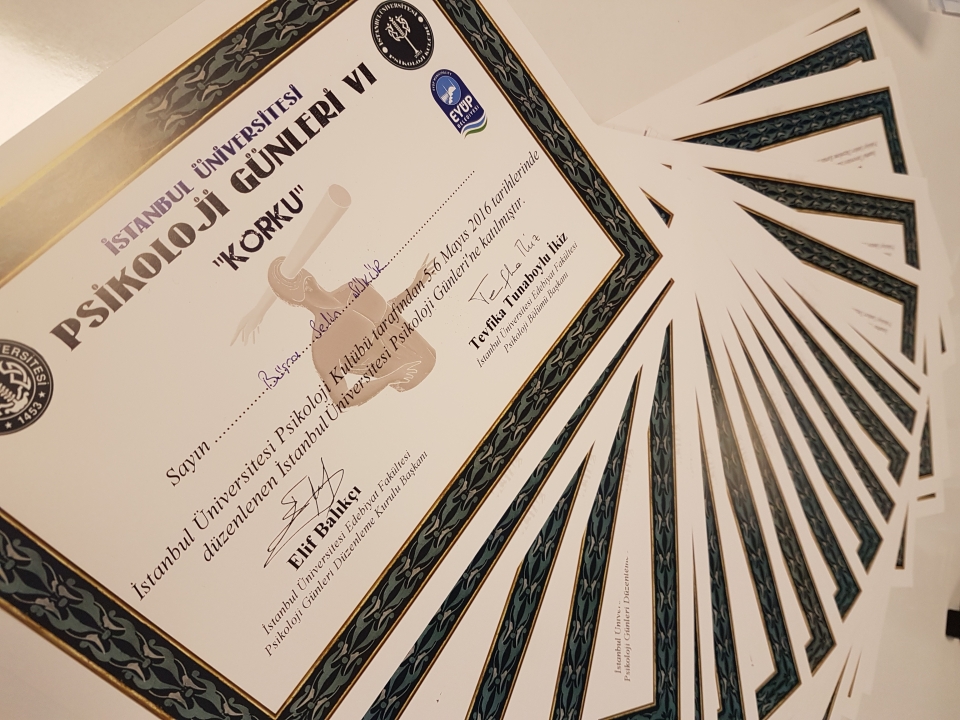 İSTANBUL ÜNİVERSİTESİ
PSİKOLOJİ GÜNLERİ VI
"KORKU"
EYÜP
BELEDİYESİ
1453
Sayın
İstanbul Üniversitesi Psikoloji Kulübü tarafından 5-6 Mayıs 2016 tarihlerinde
düzenlenen İstanbul Üniversitesi Psikoloji Günleri'ne katılmıştır.
Elif Balıkçı
İstanbul Üniversitesi Edebiyat Fakültesi
Psikoloji Günleri Düzenleme Kurulu Başkanı
Tevfika Tunaboylu İkiz
İstanbul Üniversitesi Edebiyat Fakültesi
Psikoloji Bölümü Başkanı